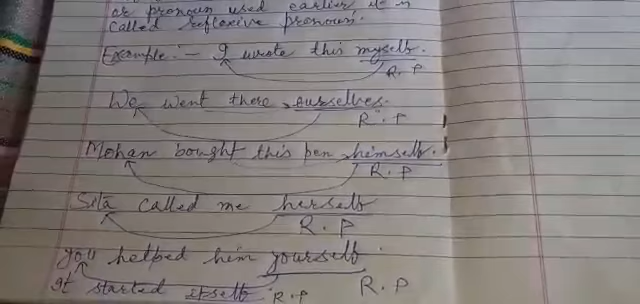 or pronoun used earlier it is
called reflexive pronoun.
Example:- I wrote this myself.
R.P
We went there ourselves.
R.P
Mohan bought this pen himself.
R.P
Sita called me herself
R.P
you helped him yourself.
R.P
It started itself R.P